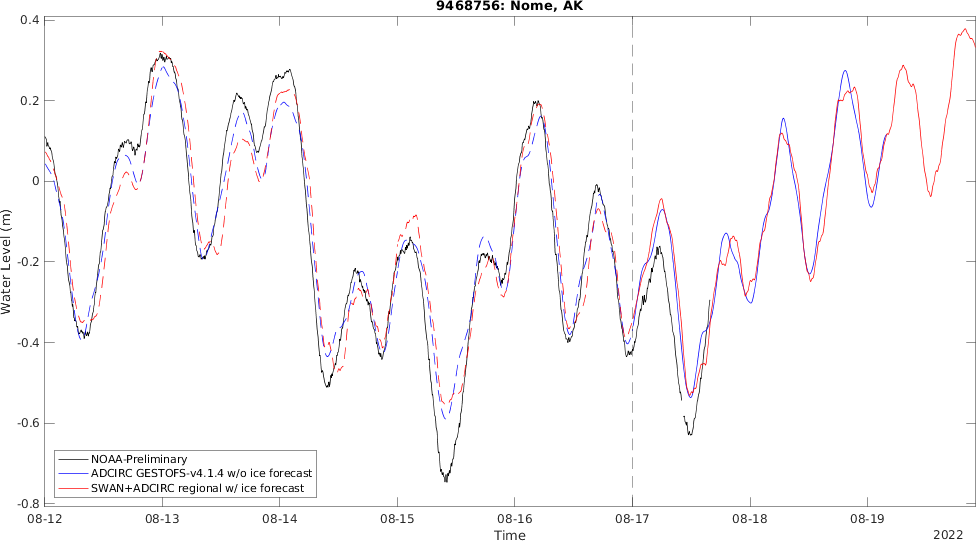 9468756: Nome, AK
Water Level (m)
0.4
0.2
0
-0.2
-0.4
-0.6
-0.8
NOAA-Preliminary
ADCIRC GESTOFS-v4.1.4 w/o ice forecast
SWAN+ADCIRC regional w/ ice forecast
08-12 08-13 08-14 08-15 08-16 08-17 08-18 08-19
Time
2022